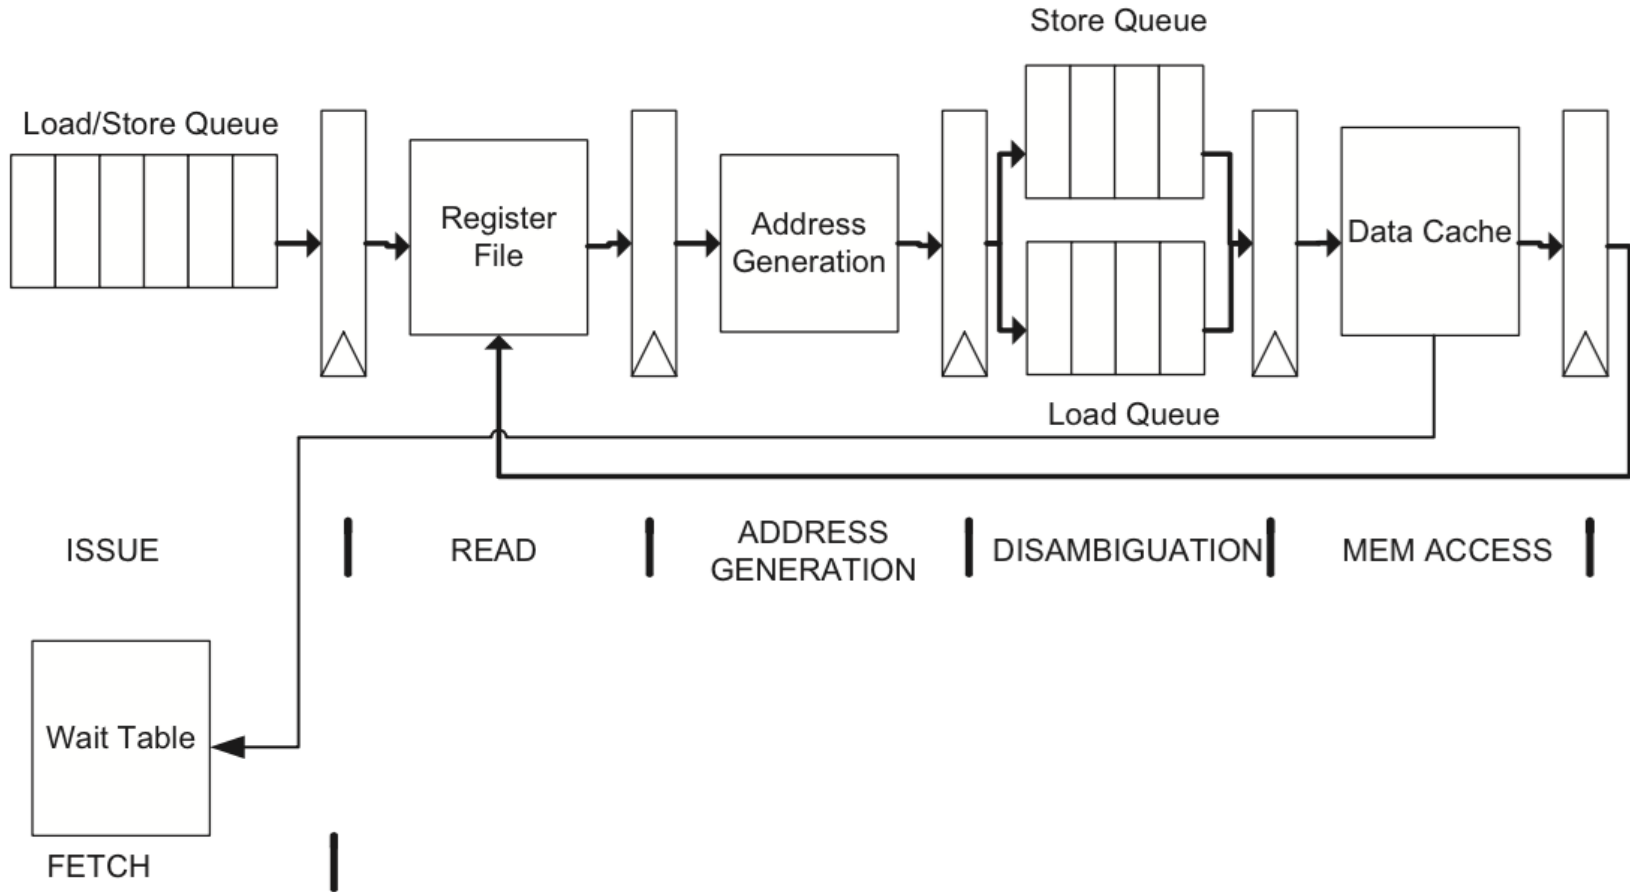 Store Queue
Load/Store Queue
Register
File
Address
Generation
Data Cache
Load Queue
ISSUE
READ
ADDRESS
GENERATION
DISAMBIGUATION
MEM ACCESS
Wait Table
FETCH